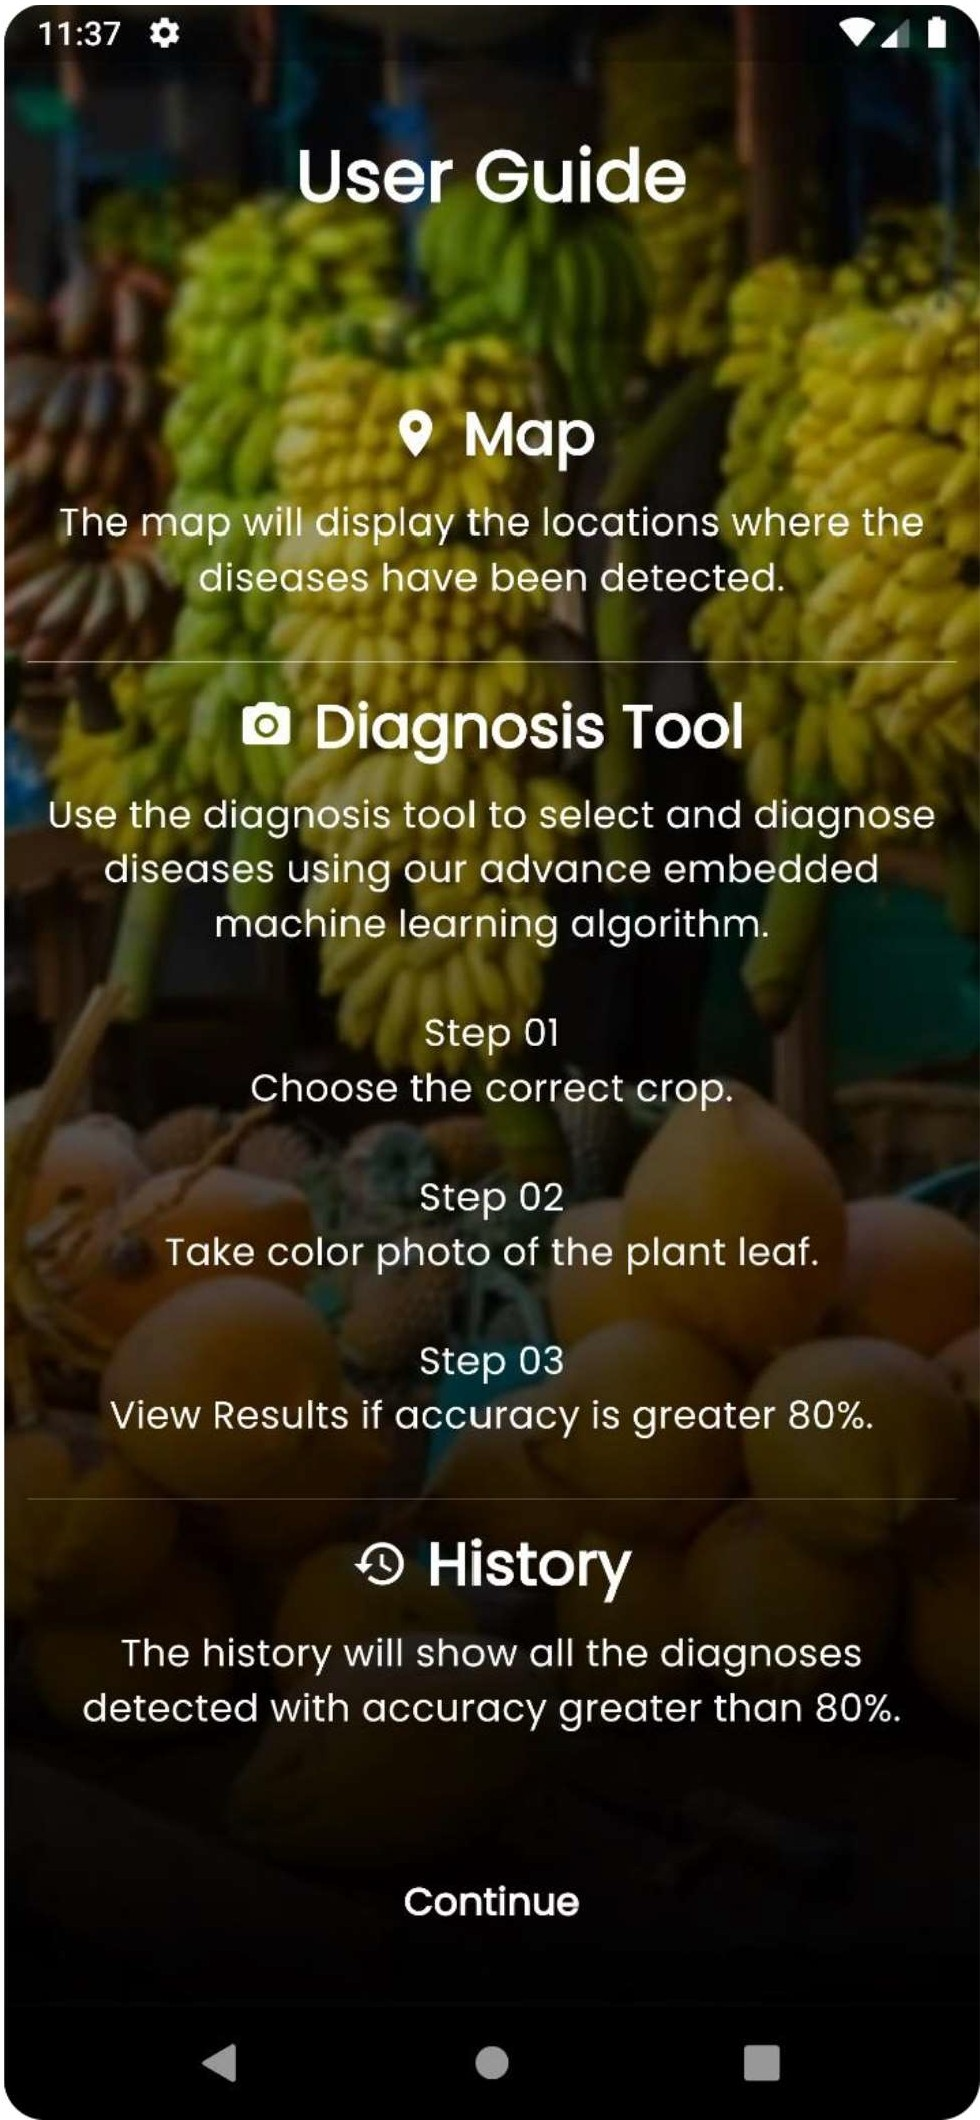 11:37
User Guide
Map
The map will display the locations where the
diseases have been detected.
Diagnosis Tool
Use the diagnosis tool to select and diagnose
diseases using our advance embedded
machine learning algorithm.
Step 01
Choose the correct crop.
Step 02
Take color photo of the plant leaf.
Step 03
View Results if accuracy is greater 80%.
History
The history will show all the diagnoses
detected with accuracy greater than 80%.
Continue